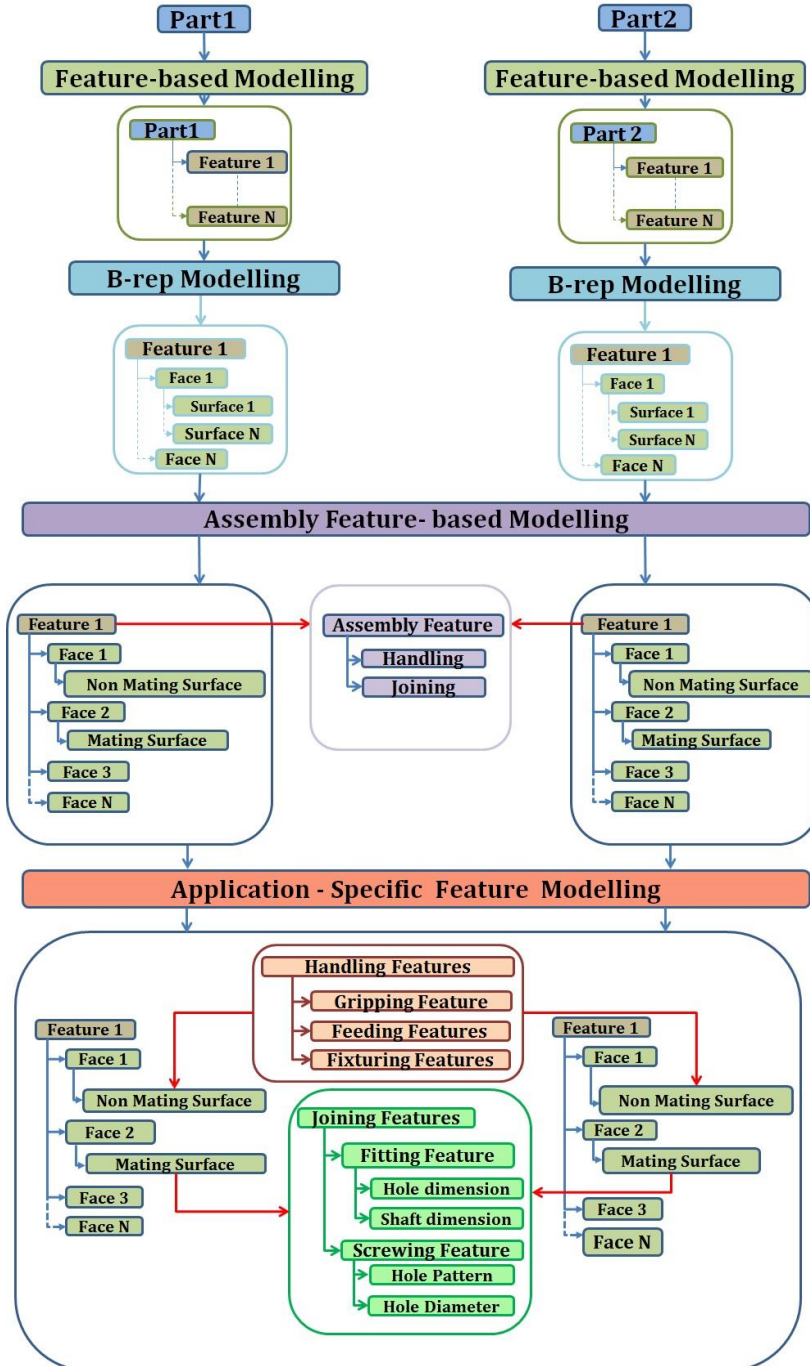 Part1
Part2
Feature-based Modelling
Feature-based Modelling
Part1
Feature 1
Feature N
Part 2
Feature 1
Feature N
B-rep Modelling
B-rep Modelling
Feature 1
Face 1
Surface 1
Surface N
Face N
Feature 1
Face 1
Surface 1
Surface N
Face N
Assembly Feature- based Modelling
Feature 1
Face 1
Non Mating Surface
Face 2
Mating Surface
Face 3
Face N
Assembly Feature
Handling
Joining
Feature 1
Face 1
Non Mating Surface
Face 2
Mating Surface
Face 3
Face N
Application - Specific Feature Modelling
Feature 1
Face 1
Non Mating Surface
Face 2
Mating Surface
Face 3
Face N
Handling Features
Gripping Feature
Feeding Features
Fixturing Features
Joining Features
Fitting Feature
Hole dimension
Shaft dimension
Screwing Feature
Hole Pattern
Hole Diameter
Feature 1
Face 1
Non Mating Surface
Face 2
Mating Surface
Face 3
Face N